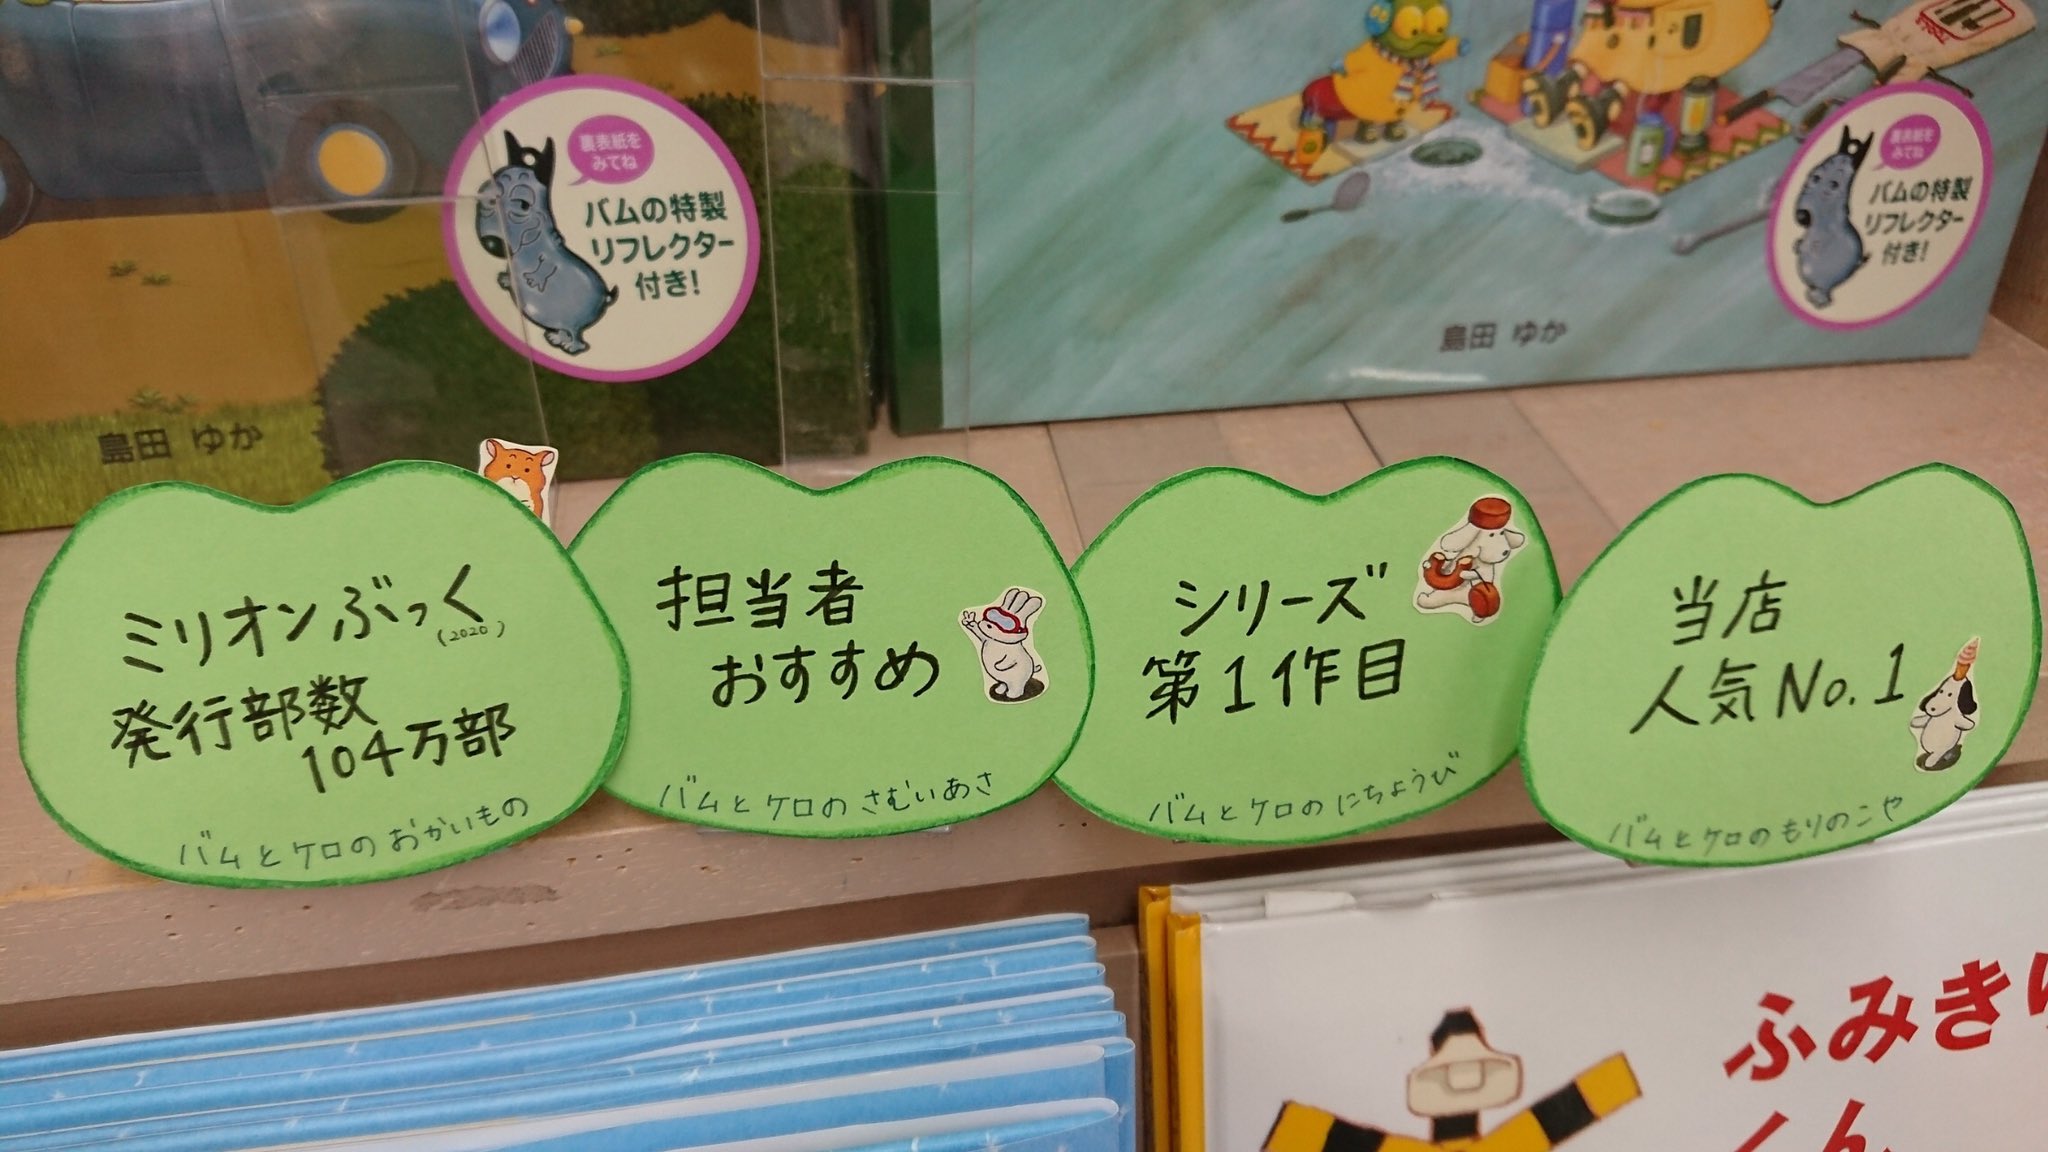 裏表紙を
みてね
バムの特製
リフレクター
付き!
島田 ゆか
裏表紙を
みてね
バムの特製
リフレクター
付き!
島田 ゆか
ミリオンぶっく
(2020)
発行部数
104万部
バムとケロのおかいもの
担当者
おすすめ
バムとケロのさむいあさ
シリーズ
第1作目
バムとケロのにちようび
当店
人気No.1
バムとケロのもりのこや
ふみきり
くん